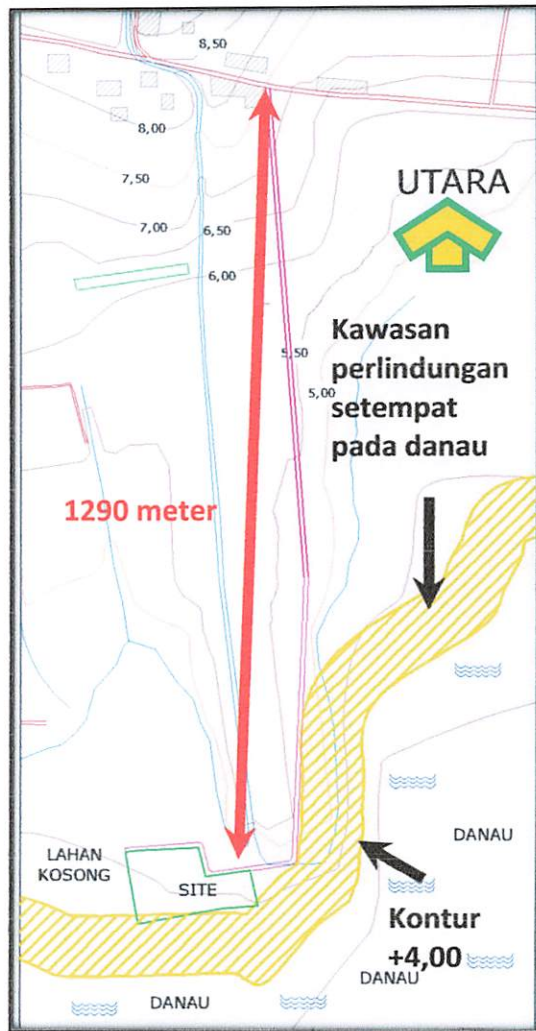 8,50
8,00
UTARA
7,50
7,00
6,50
6,00
5,50
5,00
Kawasan
perlindungan
setempat
pada danau
1290 meter
DANAU
LAHAN
KOSONG
SITE
Kontur
+4,00
DANAU
DANAU